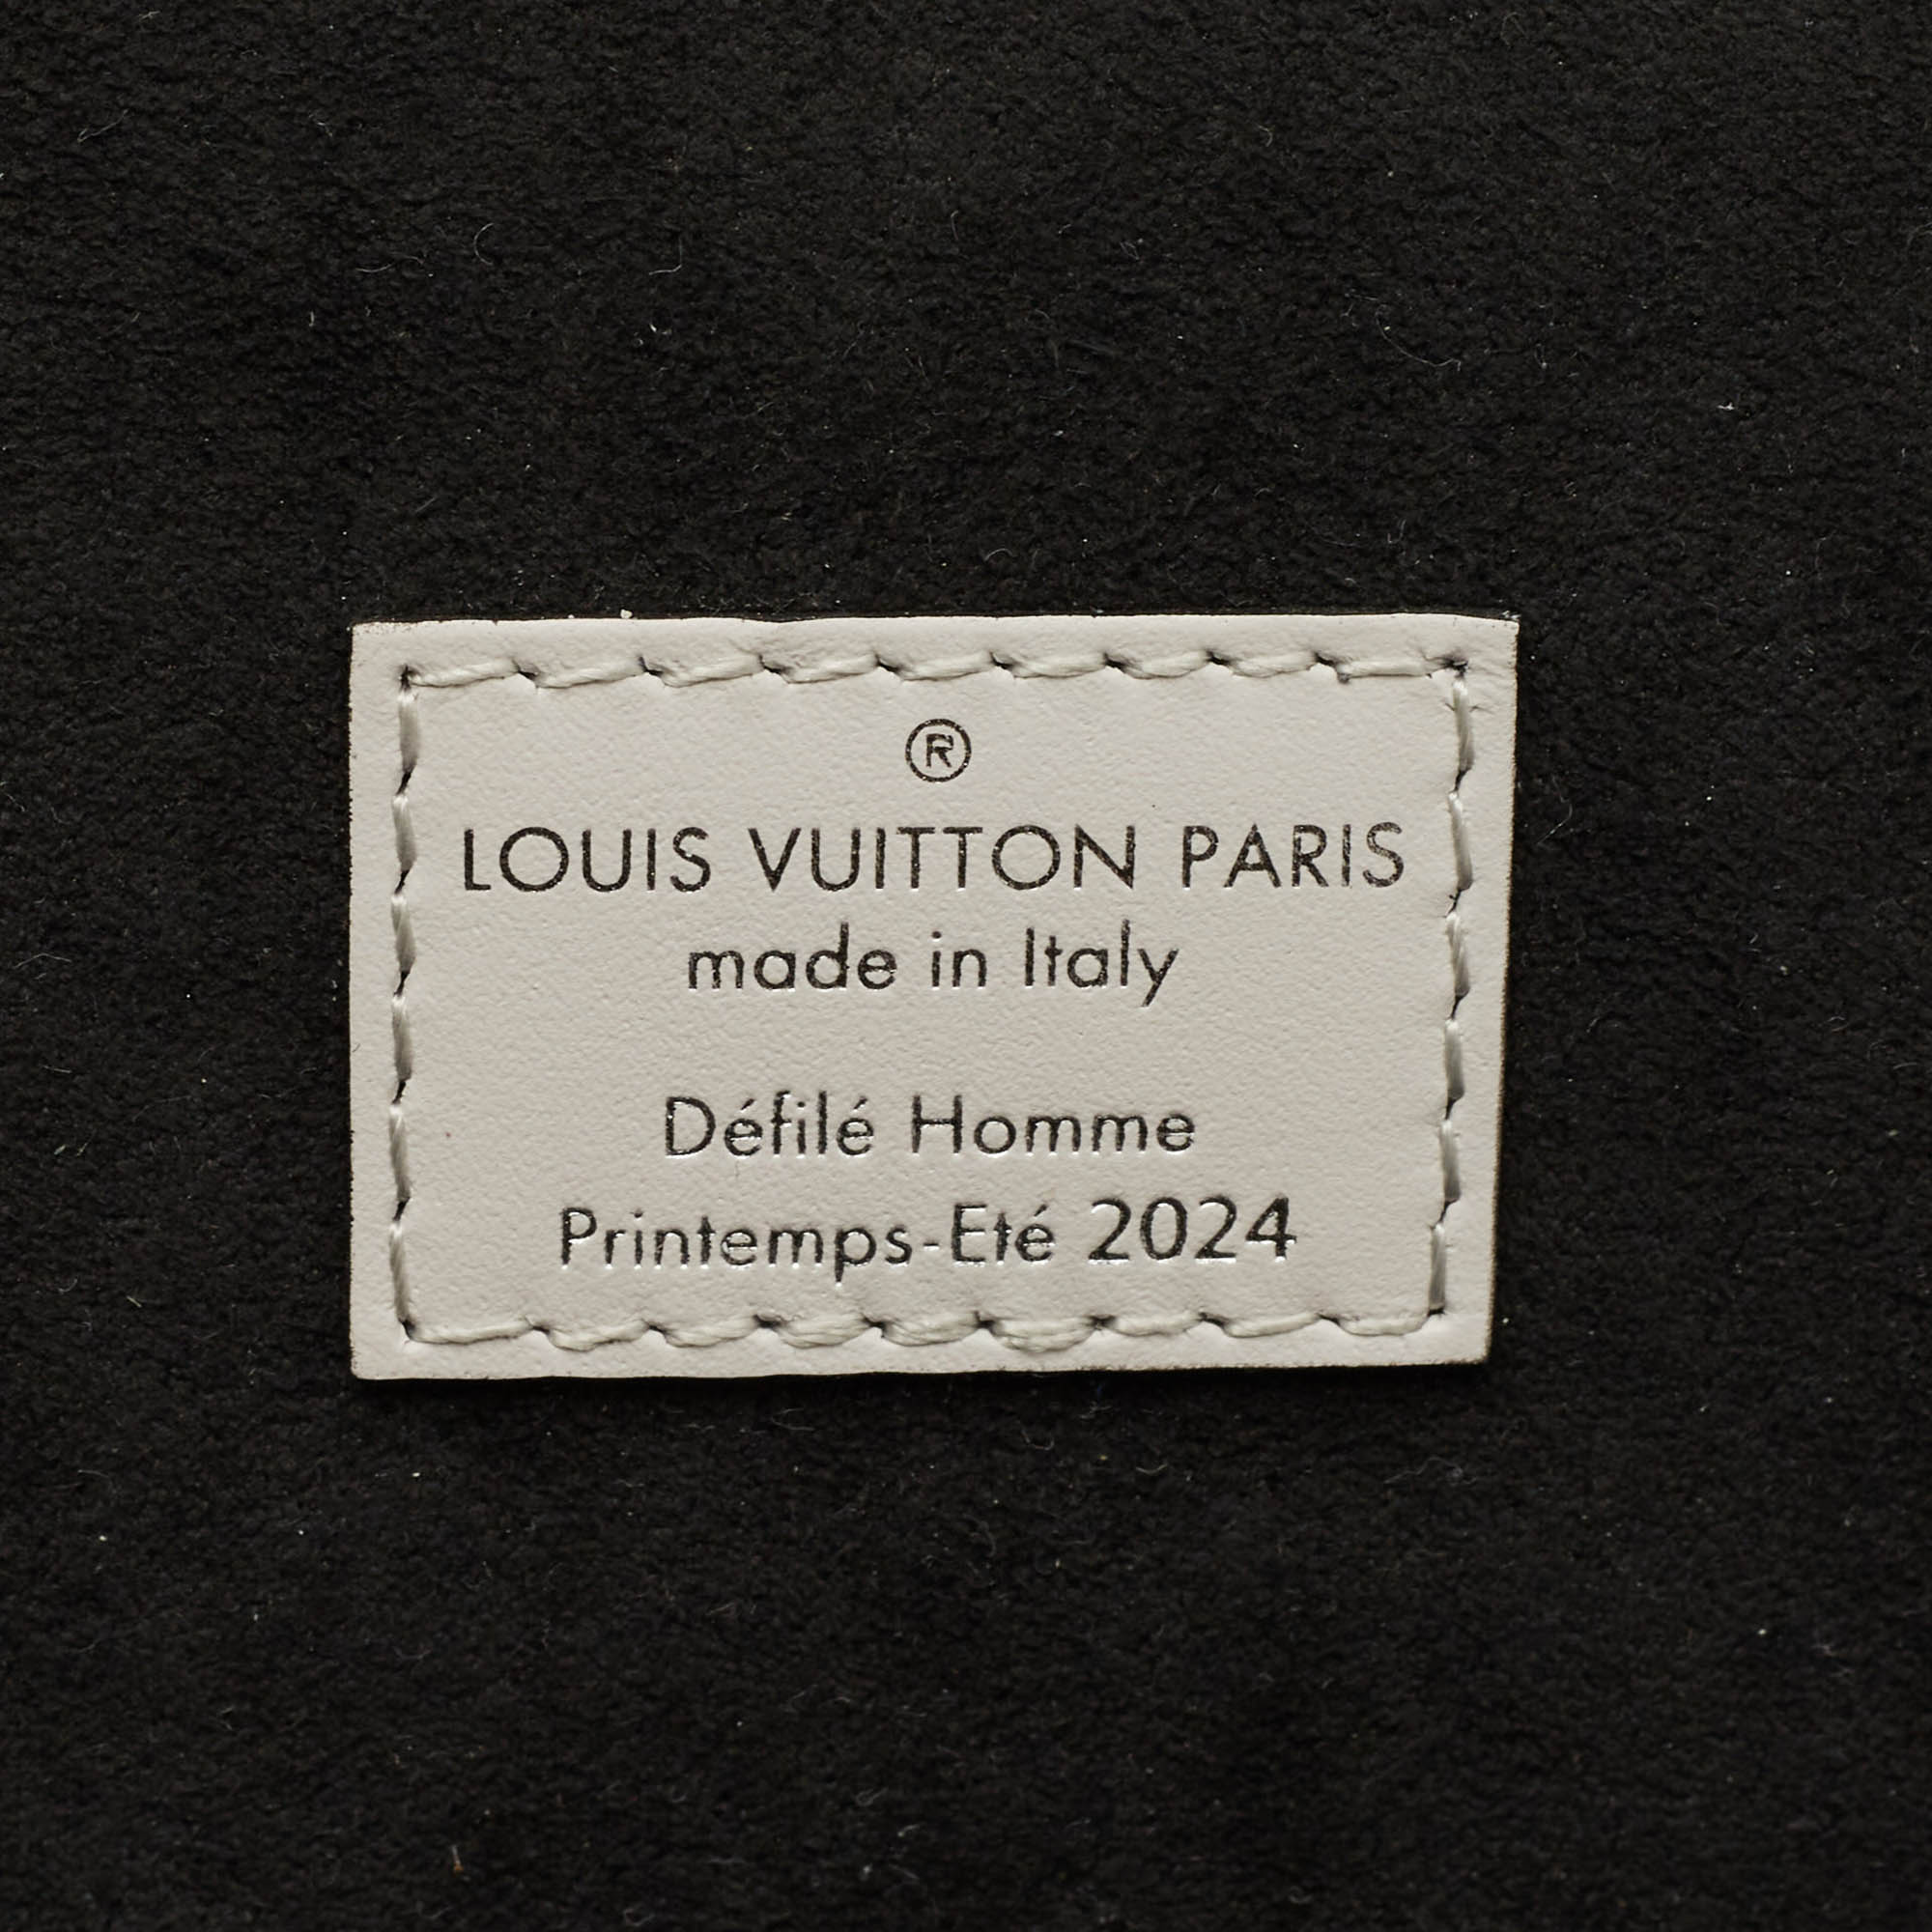 ®
LOUIS VUITTON PARIS
made in Italy
Défilé Homme
Printemps-Eté 2024